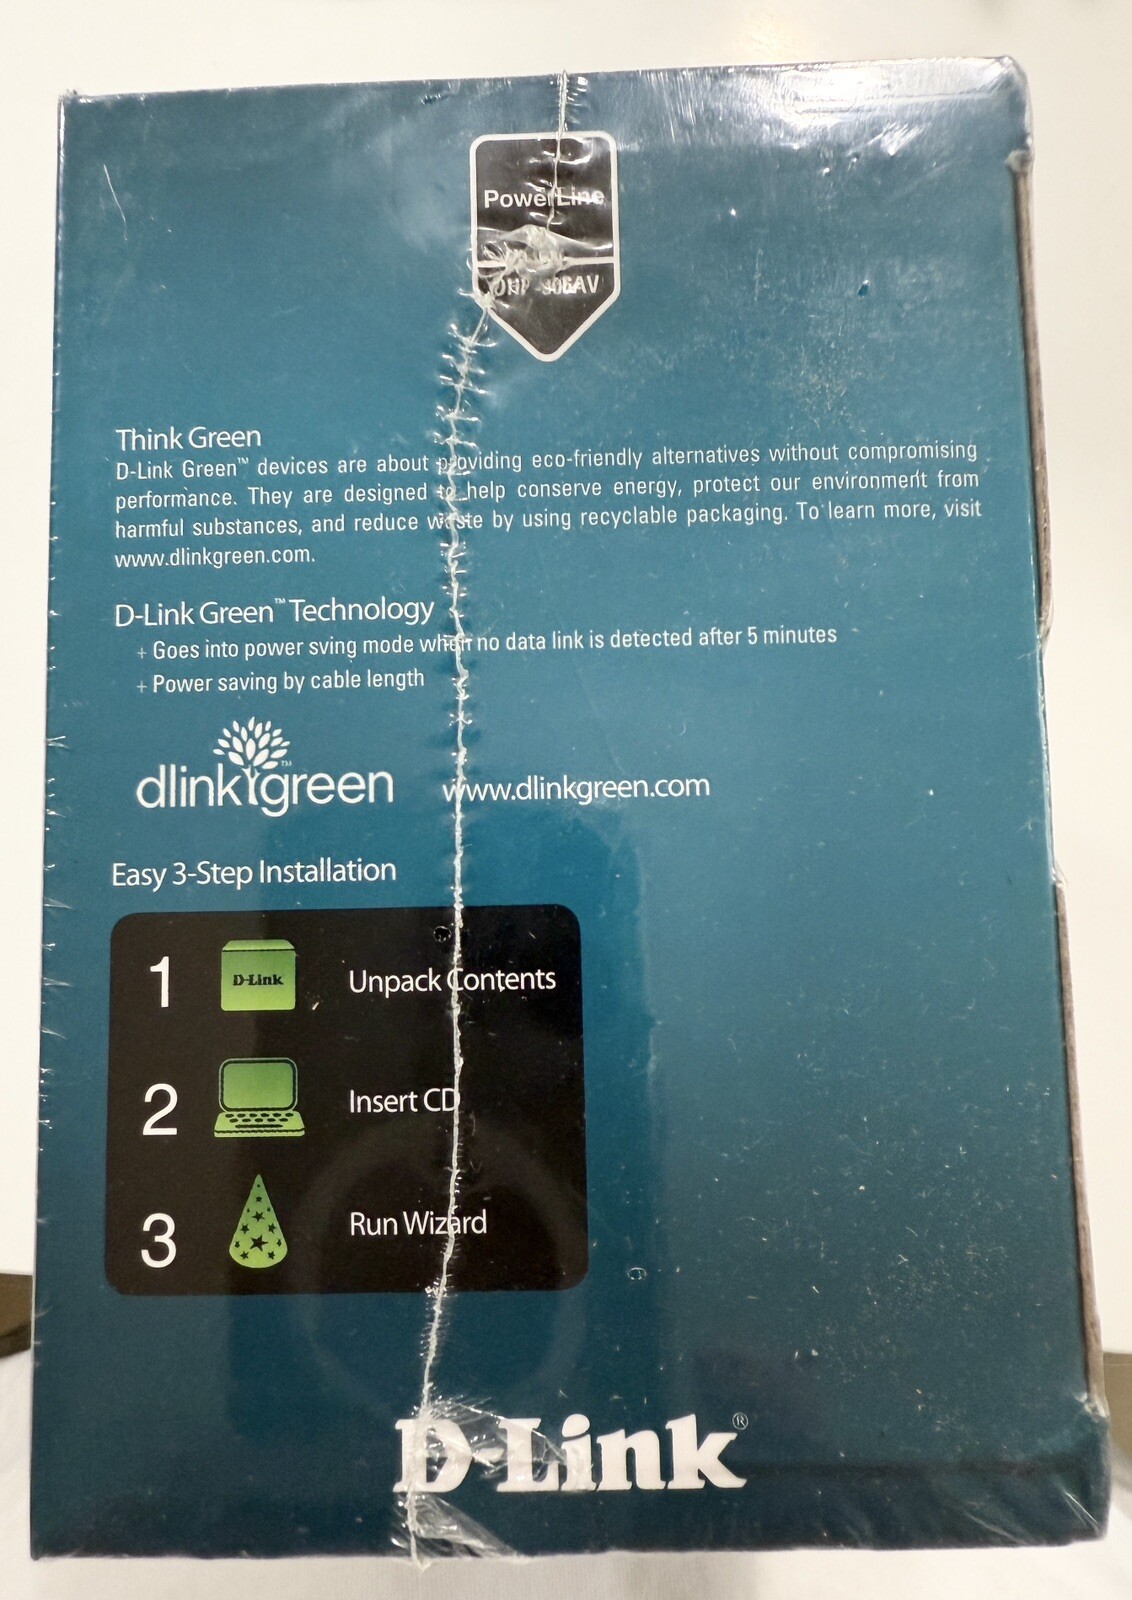 PowerLine
AV
Think Green
D-Link Green™ devices are about providing eco-friendly alternatives without compromising
performance. They are designed to help conserve energy, protect our environment from
harmful substances, and reduce waste by using recyclable packaging. To learn more, visit
www.dlinkgreen.com.
D-Link Green™ Technology
+ Goes into power sving mode when no data link is detected after 5 minutes
+ Power saving by cable length
dlinkgreen™ www.dlinkgreen.com
Easy 3-Step Installation
1 D-Link Unpack Contents
2 Insert CD
3 Run Wizard
D-Link®